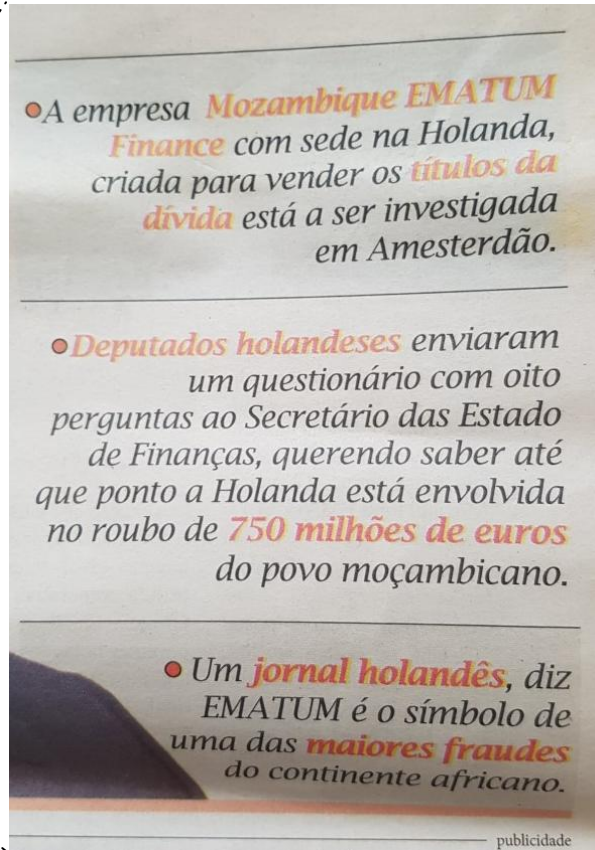 •A empresa Mozambique EMATUM
Finance com sede na Holanda,
criada para vender os títulos da
dívida está a ser investigada
em Amesterdão.
•Deputados holandeses enviaram
um questionário com oito
perguntas ao Secretário das Estado
de Finanças, querendo saber até
que ponto a Holanda está envolvida
no roubo de 750 milhões de euros
do povo moçambicano.
• Um jornal holandês, diz
EMATUM é o símbolo de
uma das maiores fraudes
do continente africano.
publicidade